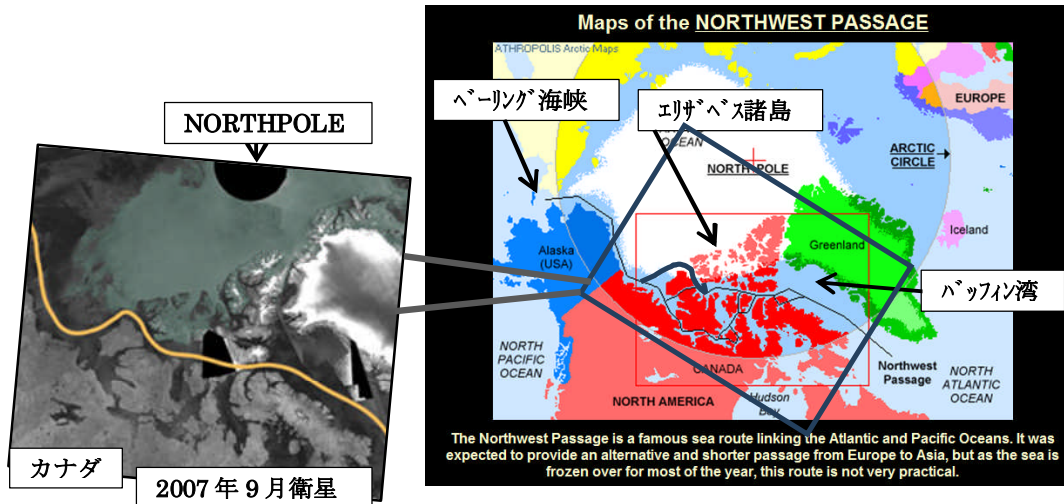 NORTHPOLE
カナダ
2007年9月衛星
Maps of the NORTHWEST PASSAGE
ATHROPOLIS Arctic Maps
ﾍﾞｰﾘﾝｸﾞ海峡
ｴﾘｻﾞﾍﾞｽ諸島
EUROPE
OCEAN
ARCTIC
CIRCLE
NORTH POLE
Iceland
Greenland
Alaska
(USA)
ﾊﾞｯﾌｨﾝ湾
NORTH
PACIFIC
OCEAN
CANADA
Northwest
Passage
NORTH
ATLANTIC
OCEAN
NORTH AMERICA
Hudson
Bay
The Northwest Passage is a famous sea route linking the Atlantic and Pacific Oceans. It was
expected to provide an alternative and shorter passage from Europe to Asia, but as the sea is
frozen over for most of the year, this route is not very practical.